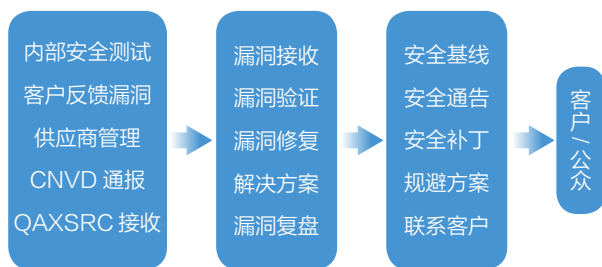 内部安全测试
客户反馈漏洞
供应商管理
CNVD 通报
QAXSRC 接收
漏洞接收
漏洞验证
漏洞修复
解决方案
漏洞复盘
安全基线
安全通告
安全补丁
规避方案
联系客户
客户/公众